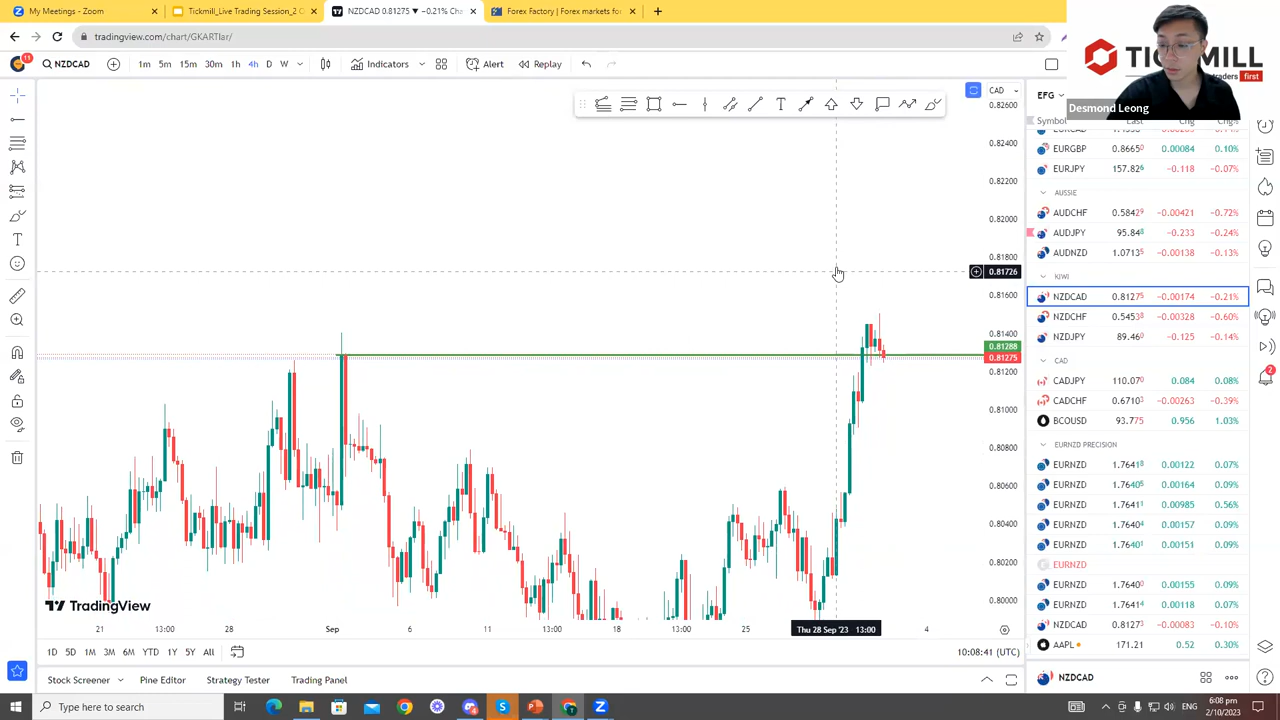 My Meetings - Zoom
Tickmill_Live Trading Session_2 O
NZDCAD 0.81275 ▼ −0.21% Cha
Forex Factory | Forex markets fo
tradingview.com/chart/GKARTlar/
TICKMILL
traders first
Desmond Leong
11
NZDCAD
1m 5m 15m 30m 1h 4h D W
Indicators
Alert
Replay
CAD
EFG
Symbol Last Chg Chg%
0.82600
0.82400
0.82200
0.82000
0.81800
0.81726
0.81600
0.81400
0.81288
0.81275
0.81200
0.81000
0.80800
0.80600
0.80400
0.80200
0.80000
EURGBP 0.8665⁰ 0.00084 0.10%
EURJPY 157.82⁶ −0.118 −0.07%
AUSSIE
AUDCHF 0.5842⁹ −0.00421 −0.72%
AUDJPY 95.84⁸ −0.233 −0.24%
AUDNZD 1.0713⁵ −0.00138 −0.13%
KIWI
NZDCAD 0.8127⁵ −0.00174 −0.21%
NZDCHF 0.5453⁸ −0.00328 −0.60%
NZDJPY 89.46⁰ −0.125 −0.14%
CAD
CADJPY 110.07⁰ 0.084 0.08%
CADCHF 0.6710³ −0.00263 −0.39%
BCOUSD 93.775 0.956 1.03%
EURNZD PRECISION
EURNZD 1.7641⁸ 0.00122 0.07%
EURNZD 1.7640⁶ 0.00164 0.09%
EURNZD 1.7641¹ 0.00985 0.56%
EURNZD 1.7640⁴ 0.00157 0.09%
EURNZD 1.7640¹ 0.00151 0.09%
EURNZD
EURNZD 1.7640⁰ 0.00155 0.09%
EURNZD 1.7641⁴ 0.00118 0.07%
NZDCAD 0.8127³ −0.00083 −0.10%
AAPL 171.21 0.52 0.30%
2
TradingView
21 13:00 28 Sep 6 11 13:00 18 13:00 25 Thu 28 Sep '23 13:00 4
1D 5D 1M 3M 6M YTD 1Y 5Y All
10:08:41 (UTC)
Stock Screener Pine Editor Strategy Tester Trading Panel
NZDCAD
Type here to search
ENG
6:08 pm
2/10/2023